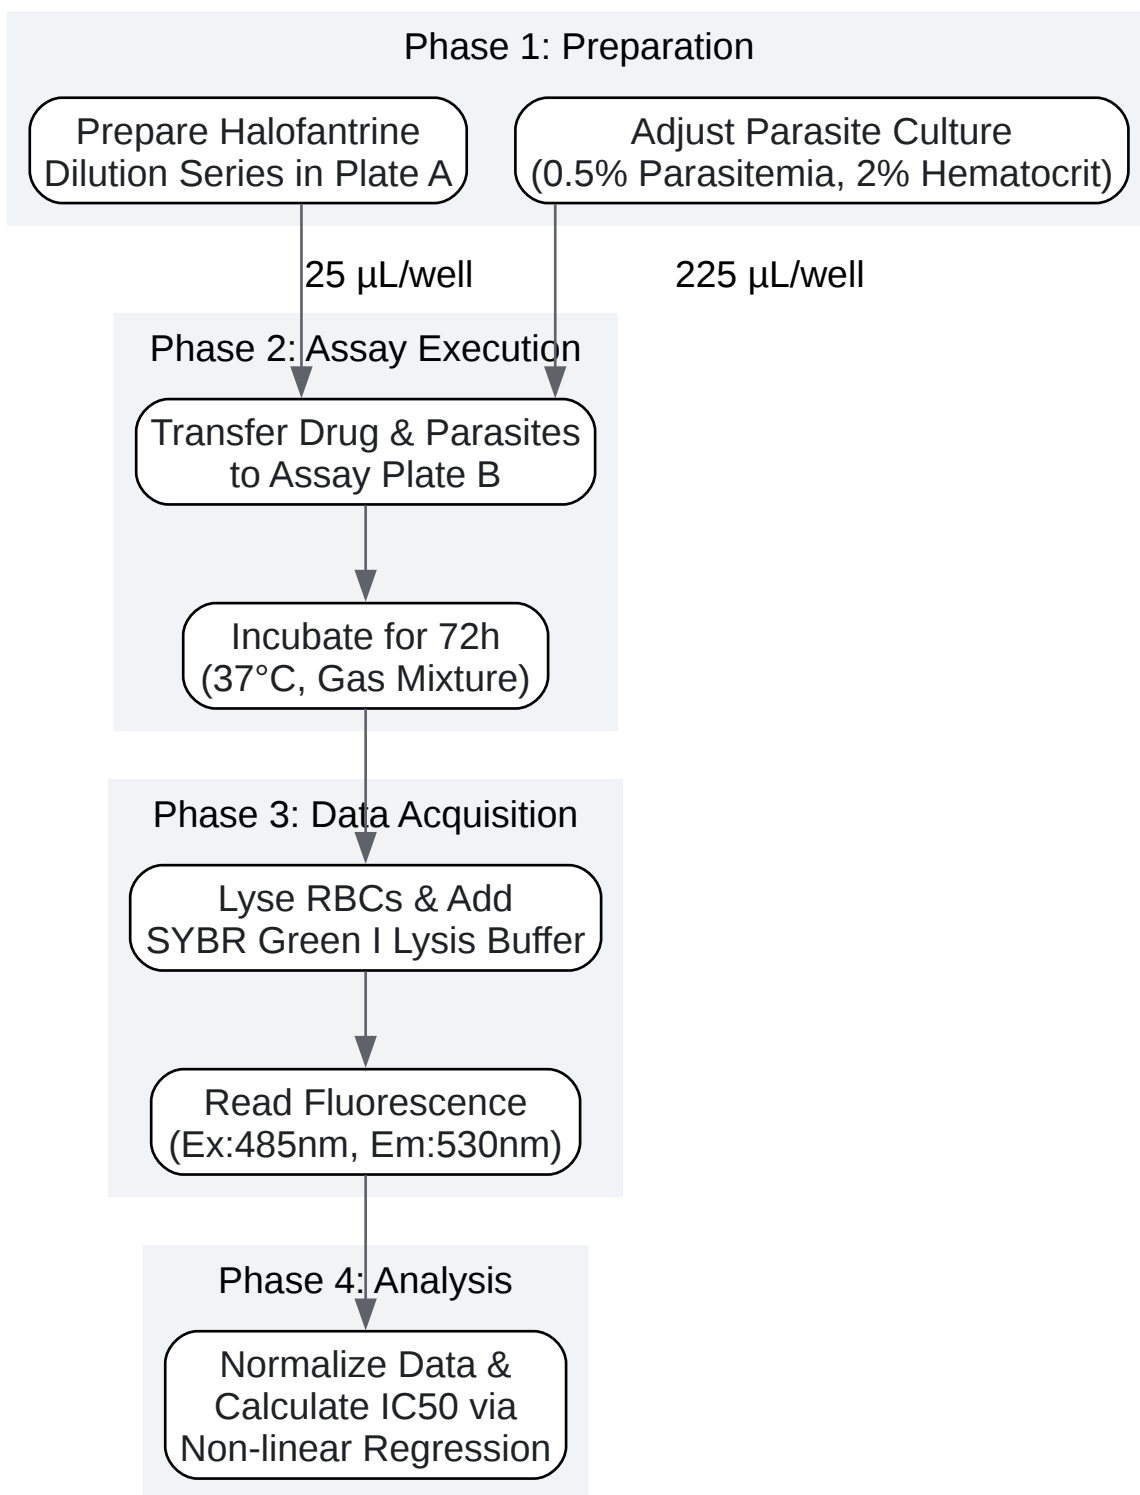 Phase 1: Preparation
Prepare Halofantrine
Dilution Series in Plate A
Adjust Parasite Culture
(0.5% Parasitemia, 2% Hematocrit)
25 µL/well
225 µL/well
Phase 2: Assay Execution
Transfer Drug & Parasites
to Assay Plate B
Incubate for 72h
(37°C, Gas Mixture)
Phase 3: Data Acquisition
Lyse RBCs & Add
SYBR Green I Lysis Buffer
Read Fluorescence
(Ex:485nm, Em:530nm)
Phase 4: Analysis
Normalize Data &
Calculate IC50 via
Non-linear Regression